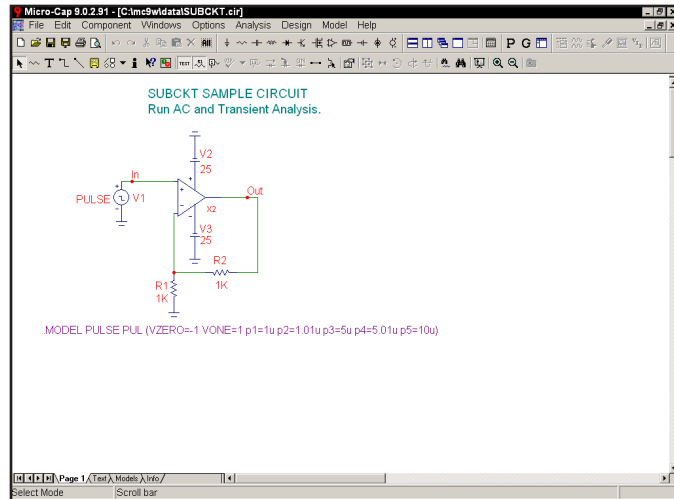 Micro-Cap 9.0.2.91 - [C:\mc9w\data\SUBCKT.cir]
File Edit Component Windows Options Analysis Design Model Help
P G
T i TEXT
SUBCKT SAMPLE CIRCUIT
Run AC and Transient Analysis.
V2
25
In
PULSE V1
Out
X2
V3
25
R2
1K
R1
1K
.MODEL PULSE PUL (VZERO=-1 VONE=1 p1=1u p2=1.01u p3=5u p4=5.01u p5=10u)
Page 1 Text Models Info
Select Mode Scroll bar